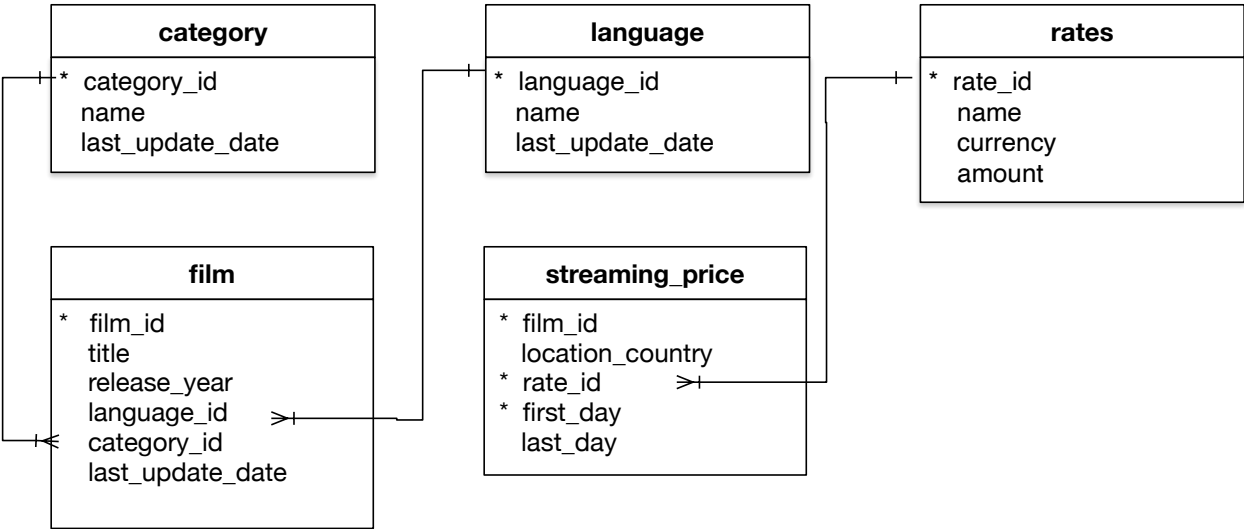 category
* category_id
name
last_update_date
language
* language_id
name
last_update_date
rates
* rate_id
name
currency
amount
film
* film_id
title
release_year
language_id
category_id
last_update_date
streaming_price
* film_id
location_country
* rate_id
* first_day
last_day